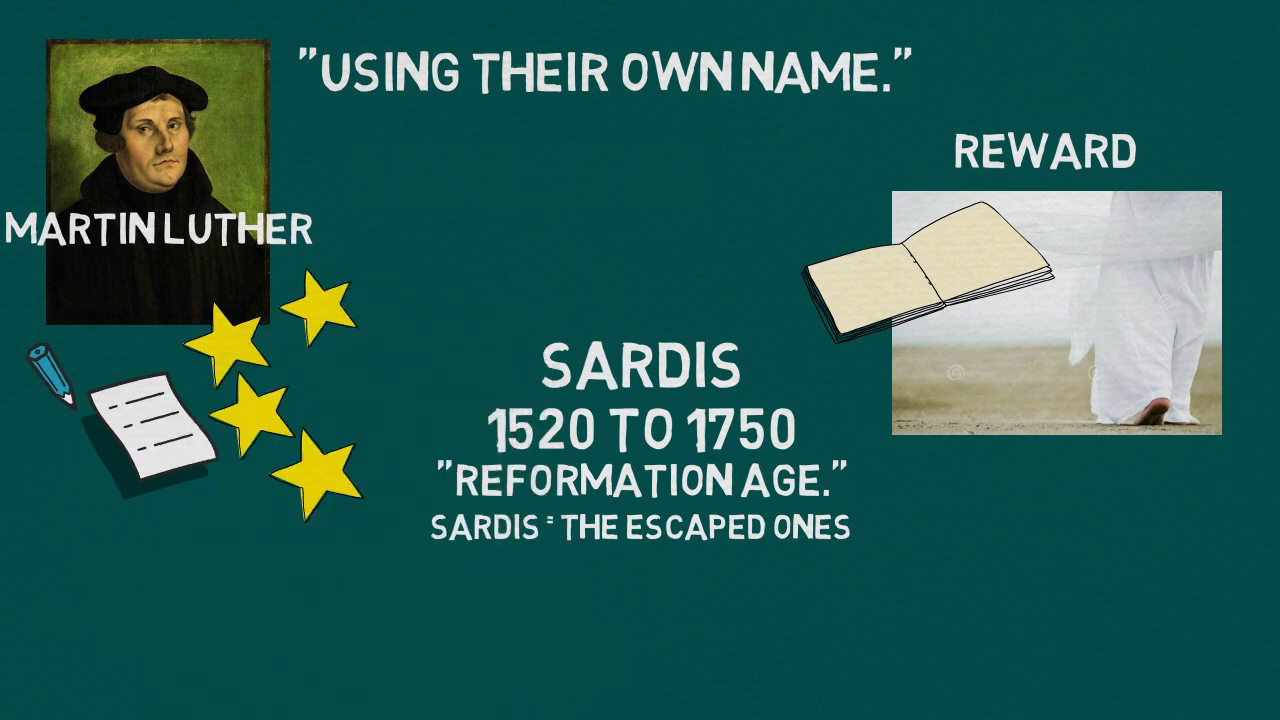 "USING THEIR OWN NAME."
REWARD
MARTIN LUTHER
SARDIS
1520 TO 1750
"REFORMATION AGE."
SARDIS = THE ESCAPED ONES